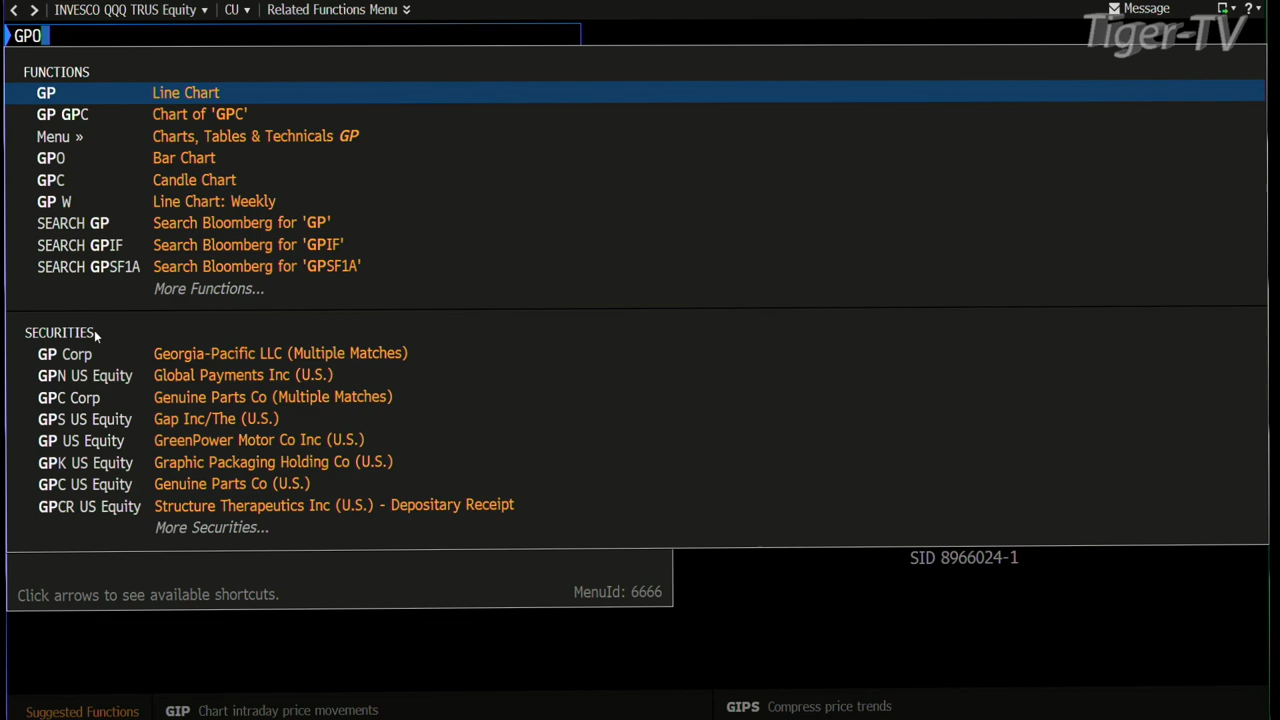 INVESCO QQQ TRUS Equity CU Related Functions Menu Message ?
Tiger-TV
GPO
FUNCTIONS
GP Line Chart
GP GPC Chart of 'GPC'
Menu » Charts, Tables & Technicals GP
GPO Bar Chart
GPC Candle Chart
GP W Line Chart: Weekly
SEARCH GP Search Bloomberg for 'GP'
SEARCH GPIF Search Bloomberg for 'GPIF'
SEARCH GPSF1A Search Bloomberg for 'GPSF1A'
More Functions...
SECURITIES
GP Corp Georgia-Pacific LLC (Multiple Matches)
GPN US Equity Global Payments Inc (U.S.)
GPC Corp Genuine Parts Co (Multiple Matches)
GPS US Equity Gap Inc/The (U.S.)
GP US Equity GreenPower Motor Co Inc (U.S.)
GPK US Equity Graphic Packaging Holding Co (U.S.)
GPC US Equity Genuine Parts Co (U.S.)
GPCR US Equity Structure Therapeutics Inc (U.S.) - Depositary Receipt
More Securities...
SID 8966024-1
Click arrows to see available shortcuts. MenuId: 6666
Suggested Functions GIP Chart intraday price movements GIPS Compress price trends